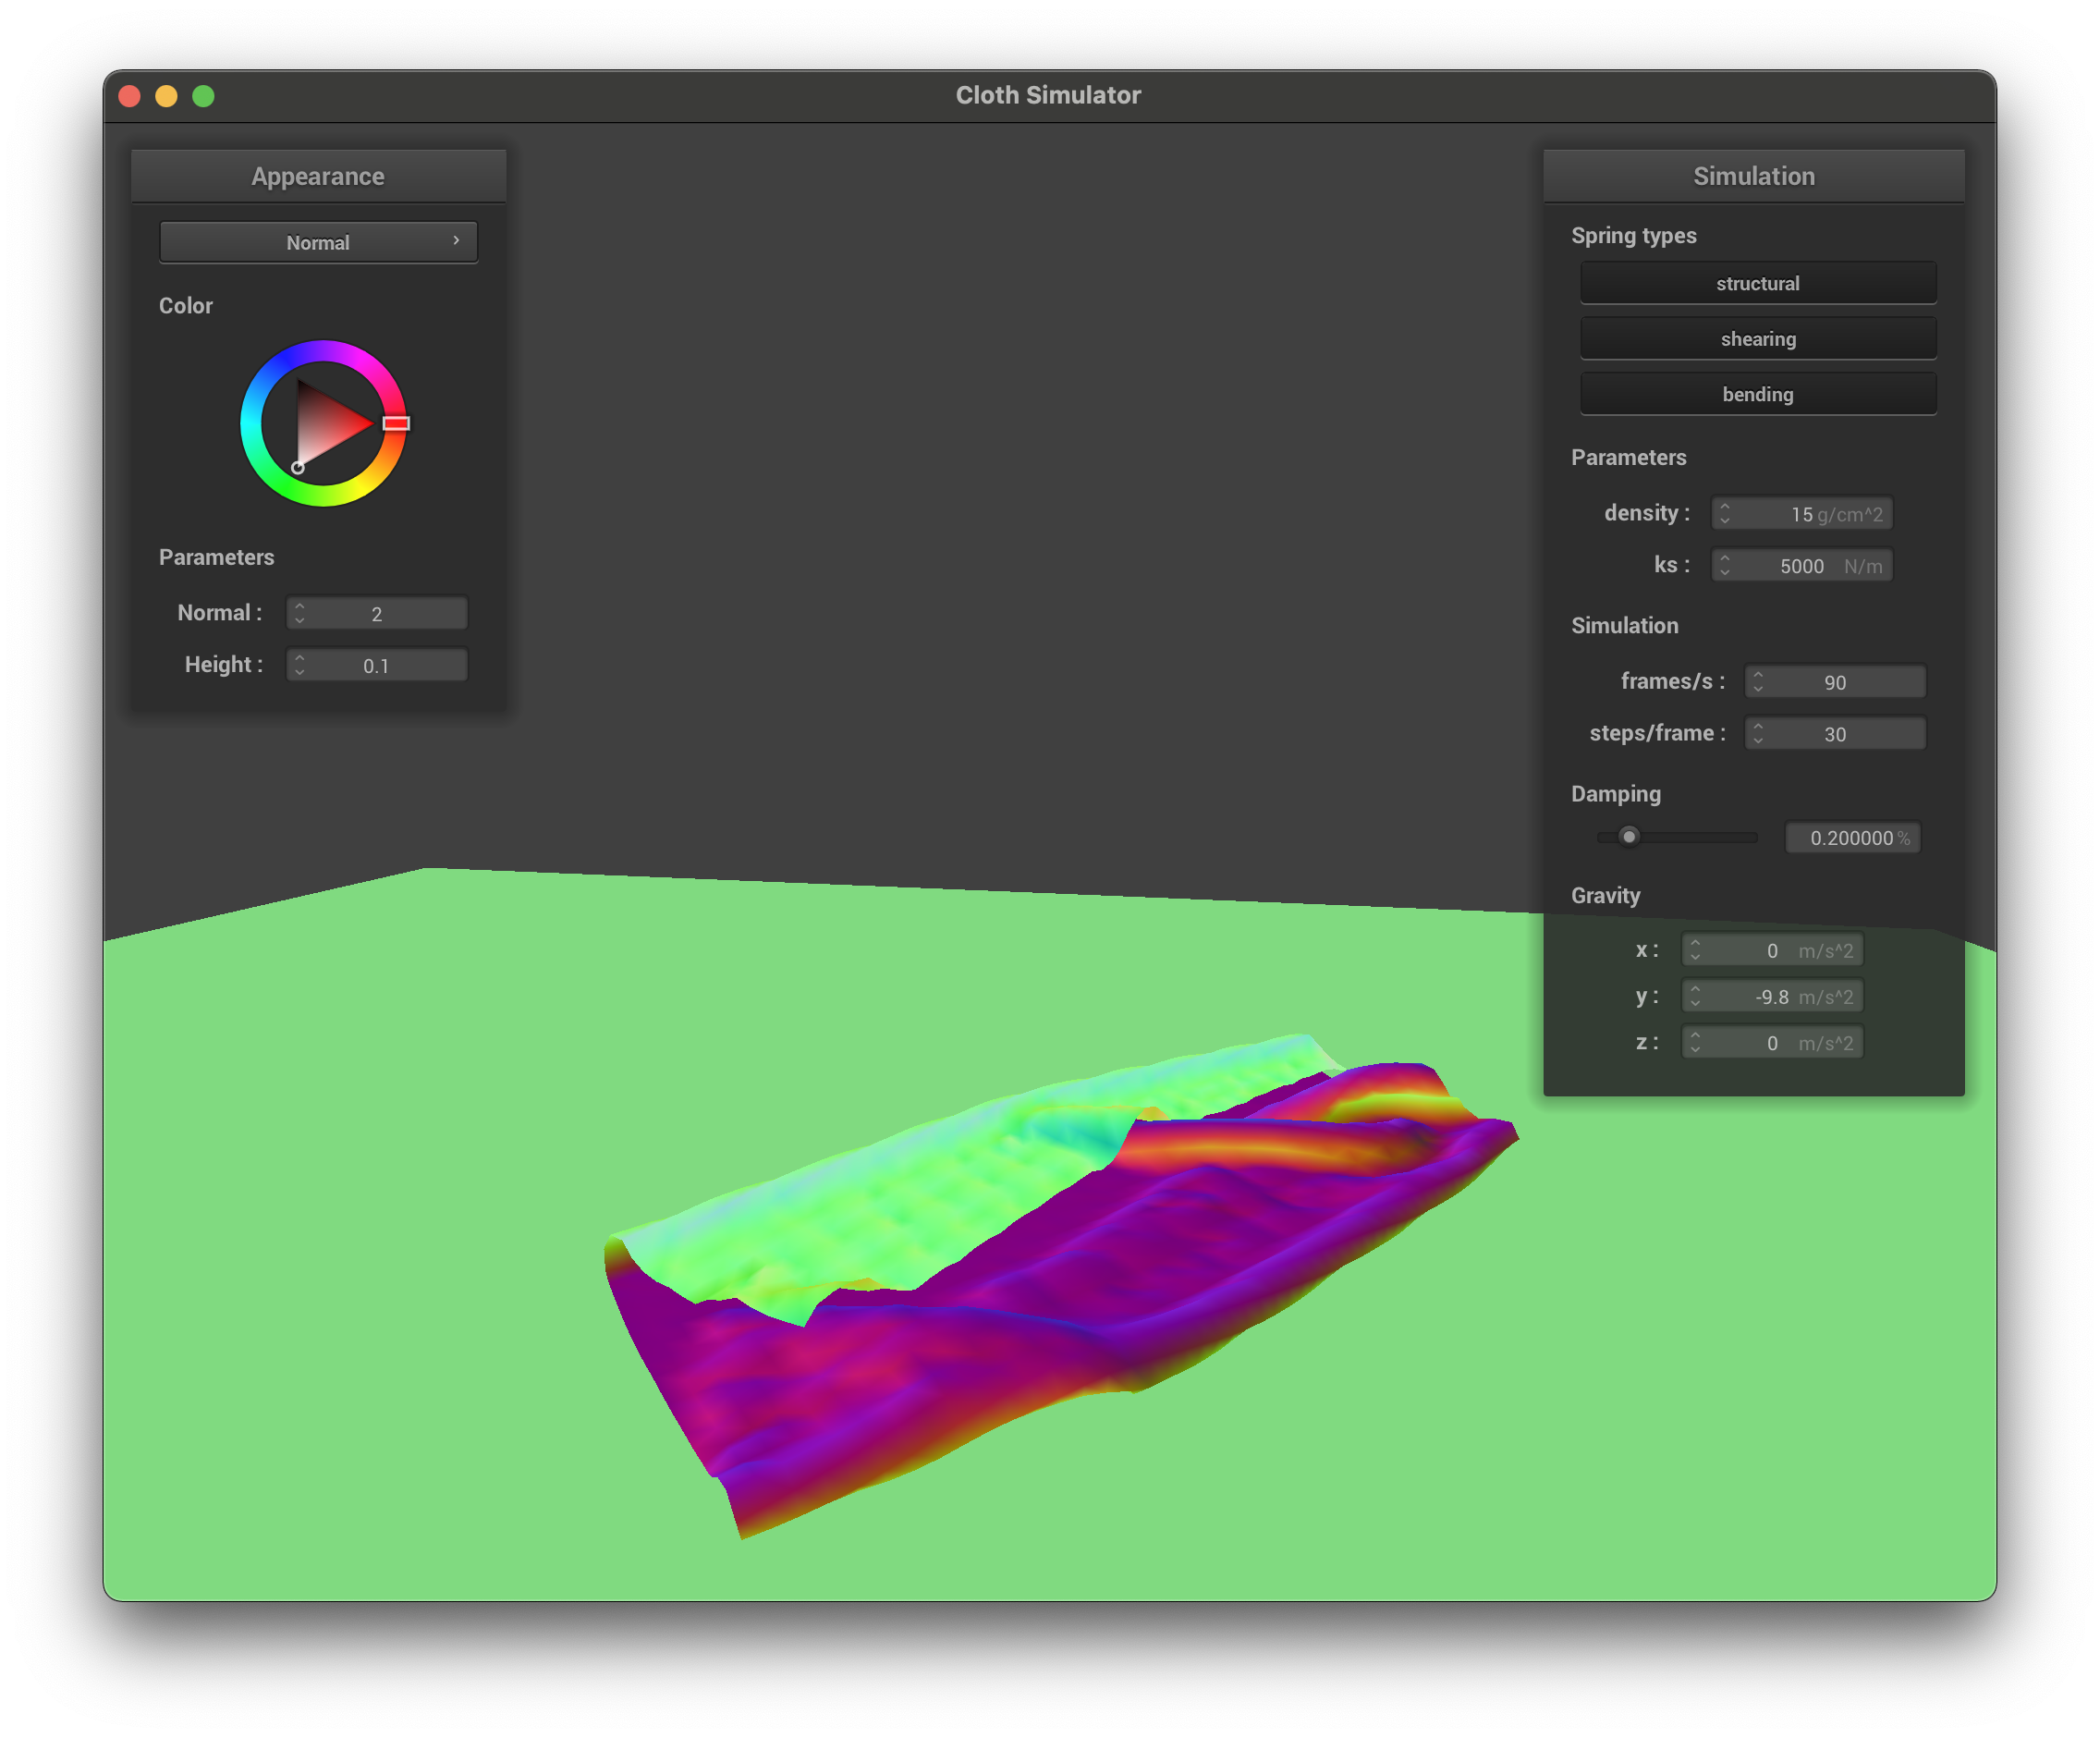 Cloth Simulator
Appearance
Normal
Color
Parameters
Normal : 2
Height : 0.1
Simulation
Spring types
structural
shearing
bending
Parameters
density : 15 g/cm^2
ks : 5000 N/m
Simulation
frames/s : 90
steps/frame : 30
Damping
0.200000 %
Gravity
x : 0 m/s^2
y : -9.8 m/s^2
z : 0 m/s^2